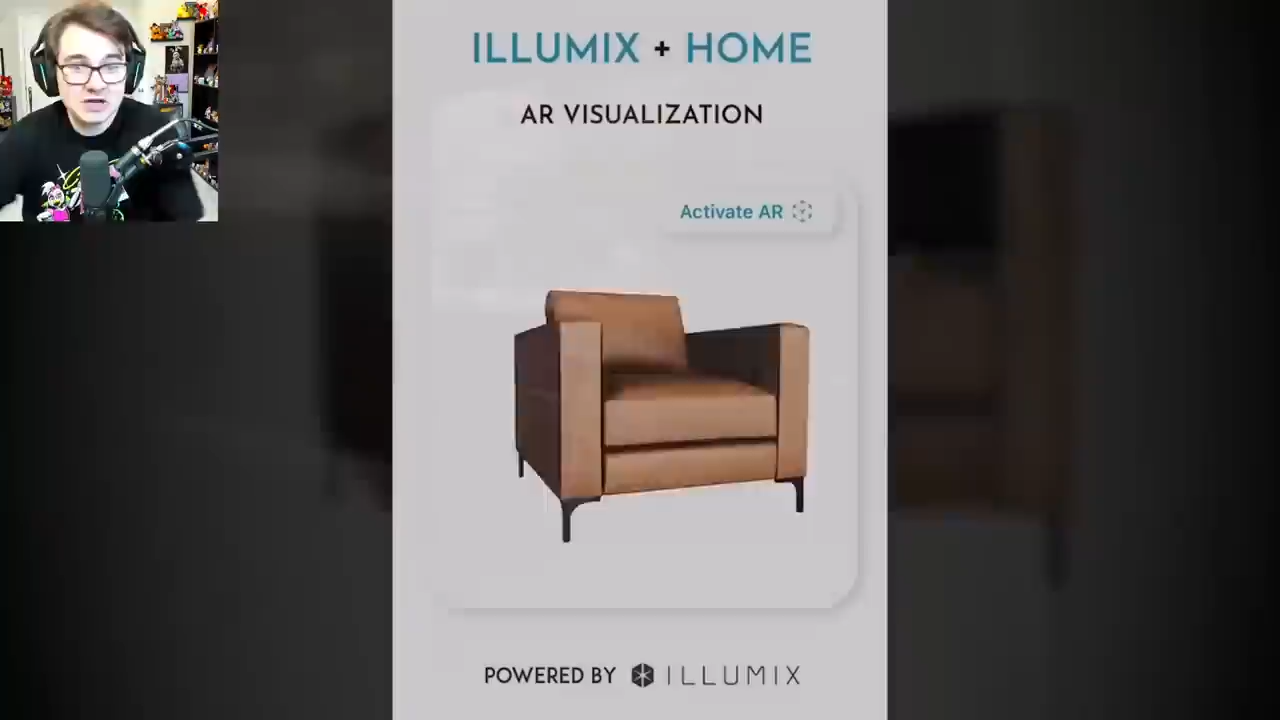 ILLUMIX + HOME
AR VISUALIZATION
Activate AR
POWERED BY ILLUMIX